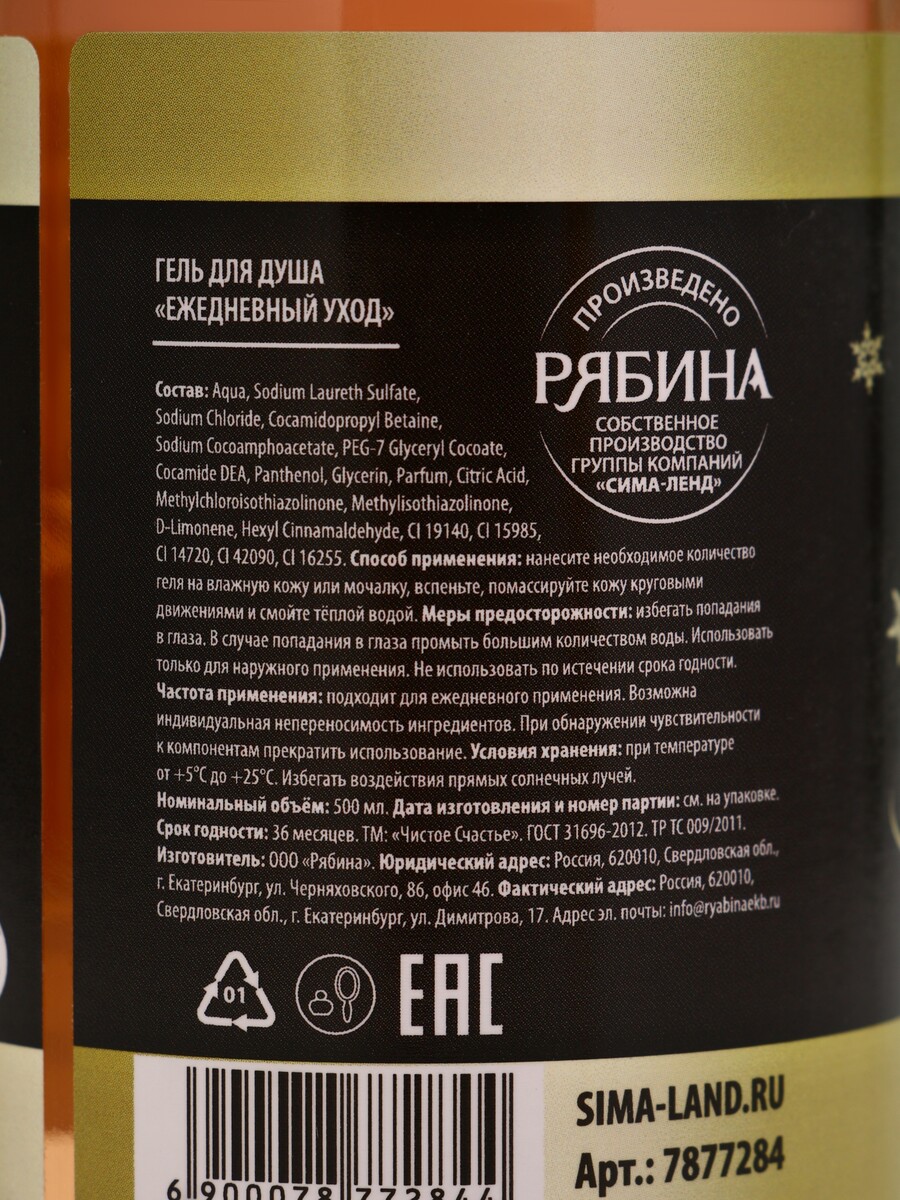 ГЕЛЬ ДЛЯ ДУША
«ЕЖЕДНЕВНЫЙ УХОД»
ПРОИЗВЕДЕНО
РЯБИНА
СОБСТВЕННОЕ
ПРОИЗВОДСТВО
ГРУППЫ КОМПАНИЙ
«СИМА-ЛЕНД»
Состав: Aqua, Sodium Laureth Sulfate,
Sodium Chloride, Cocamidopropyl Betaine,
Sodium Cocoamphoacetate, PEG-7 Glyceryl Cocoate,
Cocamide DEA, Panthenol, Glycerin, Parfum, Citric Acid,
Methylchloroisothiazolinone, Methylisothiazolinone,
D-Limonene, Hexyl Cinnamaldehyde, CI 19140, CI 15985,
CI 14720, CI 42090, CI 16255. Способ применения: нанесите необходимое количество
геля на влажную кожу или мочалку, вспеньте, помассируйте кожу круговыми
движениями и смойте тёплой водой. Меры предосторожности: избегать попадания
в глаза. В случае попадания в глаза промыть большим количеством воды. Использовать
только для наружного применения. Не использовать по истечении срока годности.
Частота применения: подходит для ежедневного применения. Возможна
индивидуальная непереносимость ингредиентов. При обнаружении чувствительности
к компонентам прекратить использование. Условия хранения: при температуре
от +5°C до +25°C. Избегать воздействия прямых солнечных лучей.
Номинальный объём: 500 мл. Дата изготовления и номер партии: см. на упаковке.
Срок годности: 36 месяцев. ТМ: «Чистое Счастье». ГОСТ 31696-2012. ТР ТС 009/2011.
Изготовитель: ООО «Рябина». Юридический адрес: Россия, 620010, Свердловская обл.,
г. Екатеринбург, ул. Черняховского, 86, офис 46. Фактический адрес: Россия, 620010,
Свердловская обл., г. Екатеринбург, ул. Димитрова, 17. Адрес эл. почты: info@ryabinaekb.ru
01
EAC
SIMA-LAND.RU
Арт.: 7877284
6 900078 772844